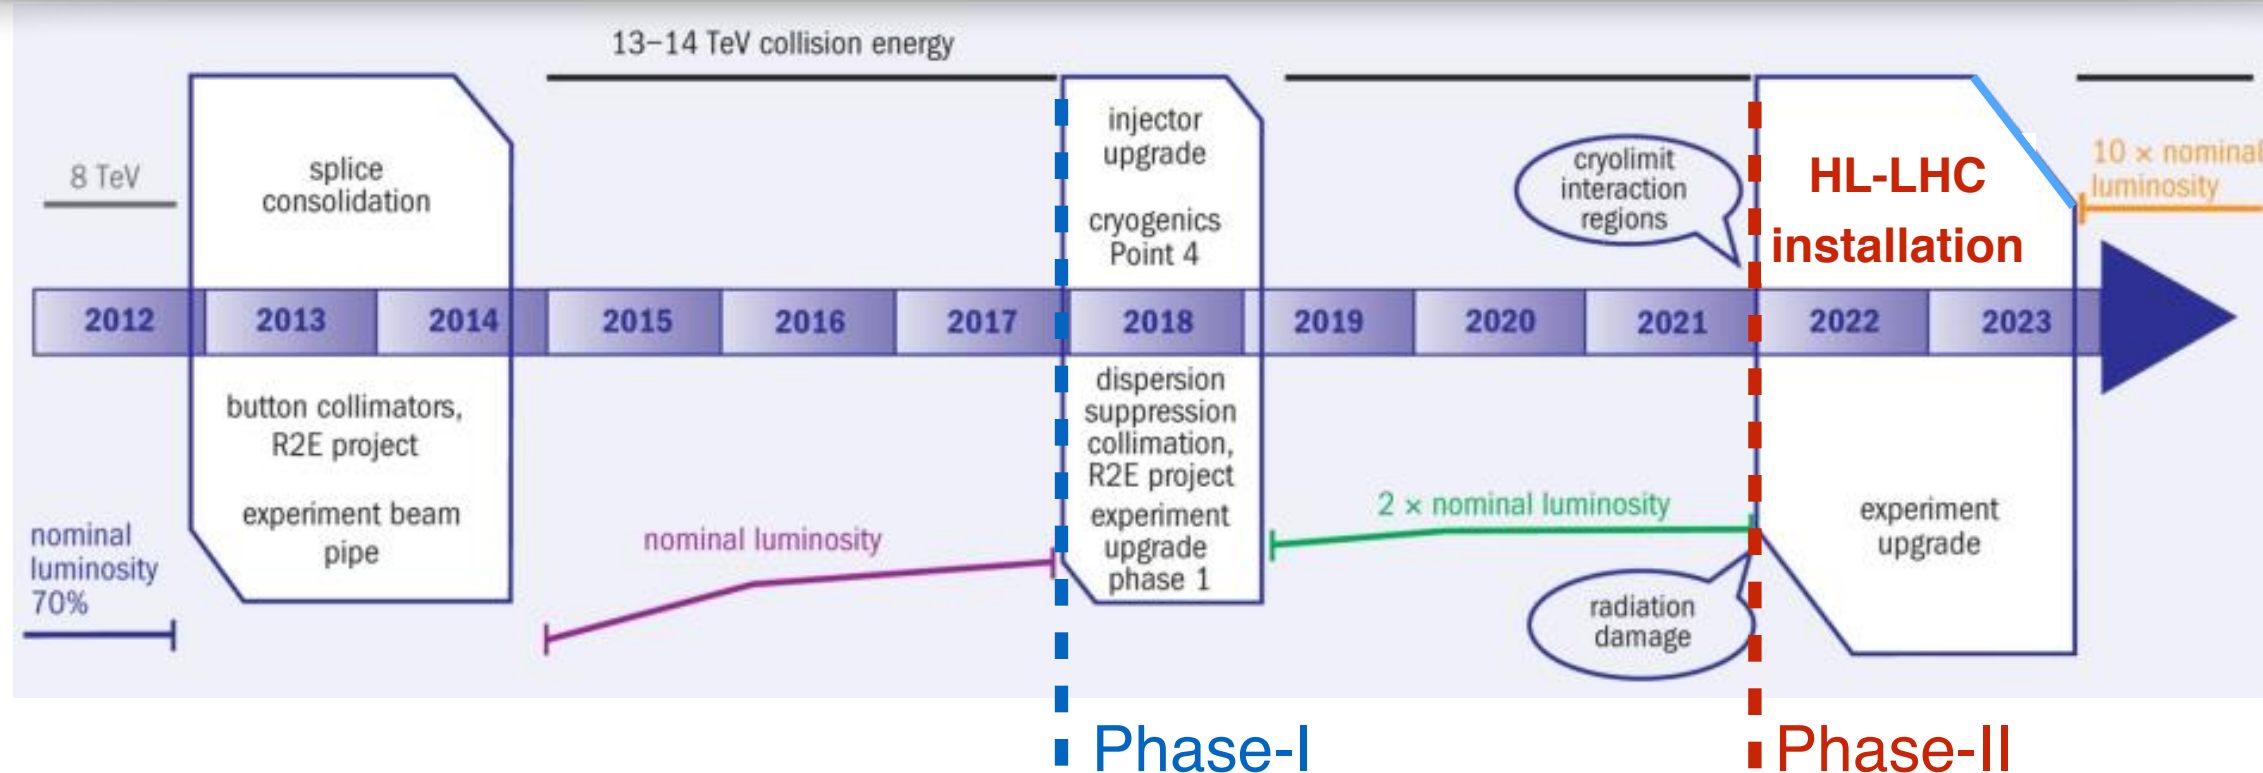 13–14 TeV collision energy
8 TeV
splice
consolidation
injector
upgrade
cryogenics
Point 4
cryolimit
interaction
regions
HL-LHC
installation
10 × nominal
luminosity
2012
2013
2014
2015
2016
2017
2018
2019
2020
2021
2022
2023
nominal
luminosity
70%
button collimators,
R2E project
experiment beam
pipe
nominal luminosity
dispersion
suppression
collimation,
R2E project
experiment
upgrade
phase 1
2 × nominal luminosity
radiation
damage
experiment
upgrade
Phase-I
Phase-II